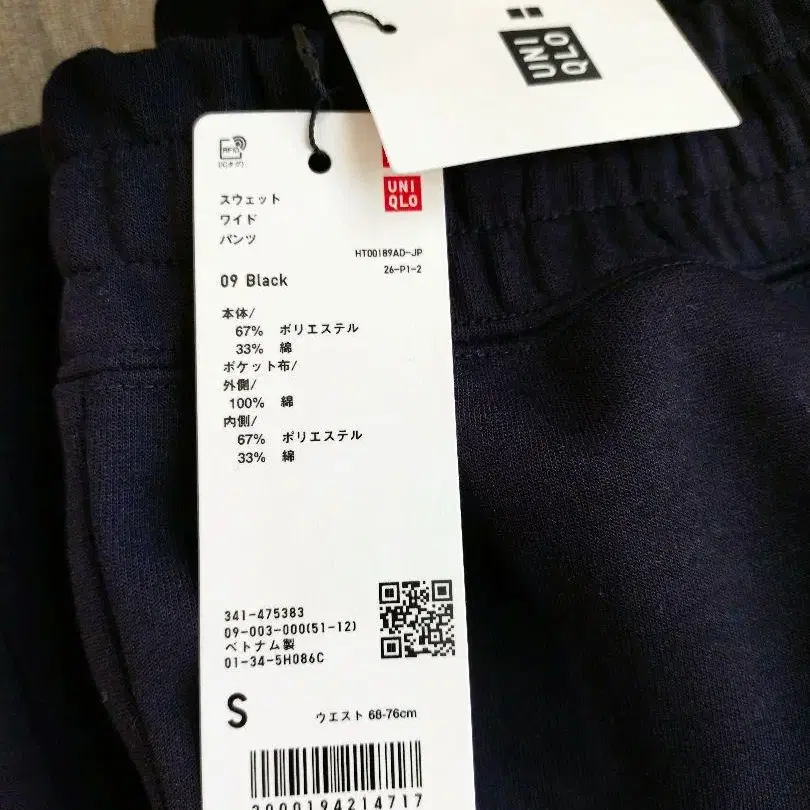 UNI
QLO
RFID
(ICタグ)
UNI
QLO
スウェット
ワイド
パンツ
HT00189AD-JP
26-P1-2
09 Black
本体/
67% ポリエステル
33% 綿
ポケット布/
外側/
100% 綿
内側/
67% ポリエステル
33% 綿
341-475383
09-003-000(51-12)
ベトナム製
01-34-5H086C
S
ウエスト 68-76cm
2000194214717